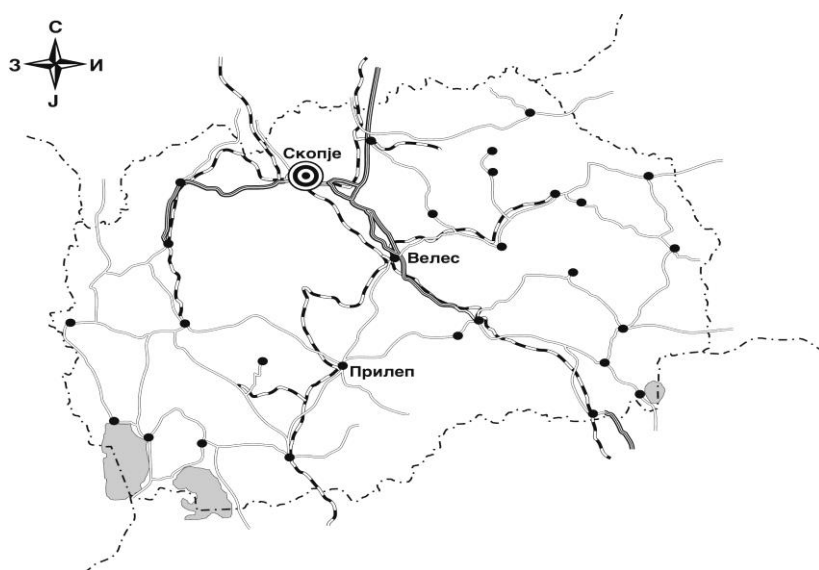 С
З И
Ј
Скопје
Велес
Прилеп